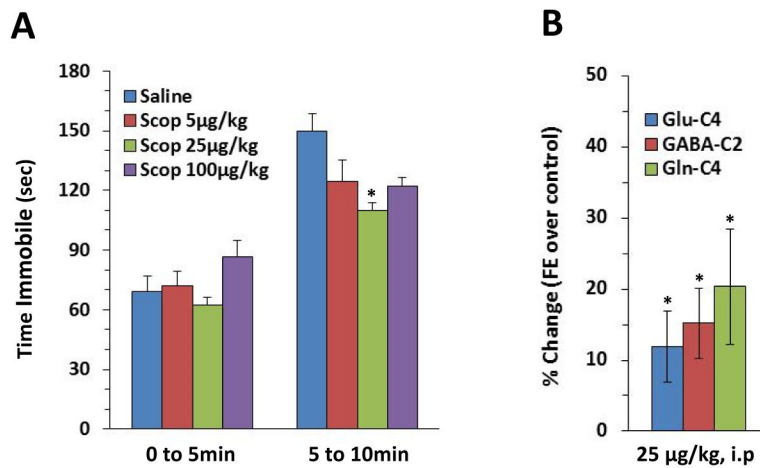 A
Time Immobile (sec)
180
150
120
90
60
30
0
Saline
Scop 5µg/kg
Scop 25µg/kg
Scop 100µg/kg
*
0 to 5min
5 to 10min
B
% Change (FE over control)
50
40
30
20
10
0
Glu-C4
GABA-C2
Gln-C4
*
*
*
25 µg/kg, i.p